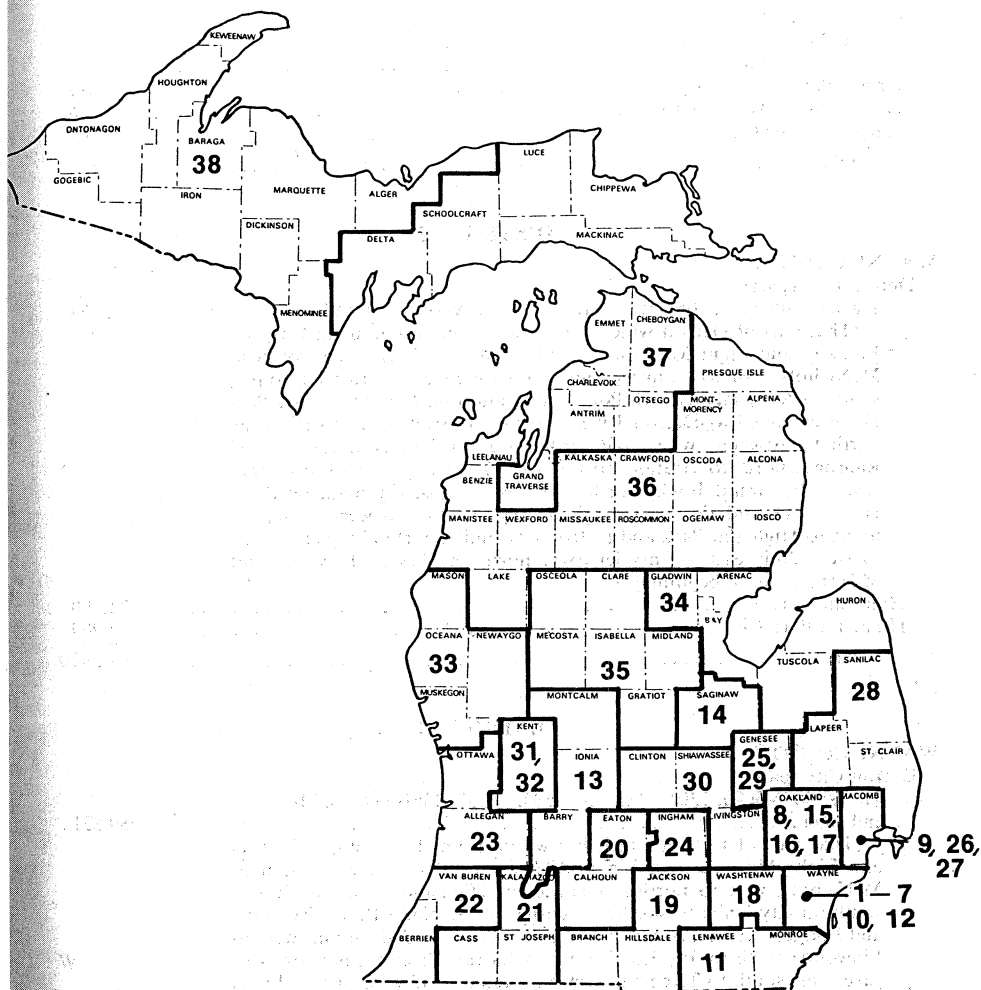 KEWEENAW
HOUGHTON
ONTONAGON
BARAGA
38
GOGEBIC
IRON
MARQUETTE
ALGER
LUCE
CHIPPEWA
SCHOOLCRAFT
DICKINSON
DELTA
MACKINAC
MENOMINEE
EMMET
CHEBOYGAN
37
PRESQUE ISLE
CHARLEVOIX
OTSEGO
MONT-
MORENCY
ALPENA
ANTRIM
LEELANAU
KALKASKA
CRAWFORD
OSCODA
ALCONA
BENZIE
GRAND
TRAVERSE
36
MANISTEE
WEXFORD
MISSAUKEE
ROSCOMMON
OGEMAW
IOSCO
MASON
LAKE
OSCEOLA
CLARE
GLADWIN
ARENAC
34
BAY
HURON
OCEANA
NEWAYGO
MECOSTA
ISABELLA
MIDLAND
33
35
TUSCOLA
SANILAC
28
MUSKEGON
MONTCALM
GRATIOT
SAGINAW
14
KENT
31,
32
LAPEER
OTTAWA
IONIA
13
CLINTON
SHIAWASSEE
30
GENESEE
25,
29
ST. CLAIR
OAKLAND
8, 15,
16, 17
MACOMB
9, 26,
27
ALLEGAN
23
BARRY
EATON
20
INGHAM
24
LIVINGSTON
VAN BUREN
22
KALAMAZOO
21
CALHOUN
JACKSON
19
WASHTENAW
18
WAYNE
1 — 7
10, 12
BERRIEN
CASS
ST JOSEPH
BRANCH
HILLSDALE
LENAWEE
11
MONROE